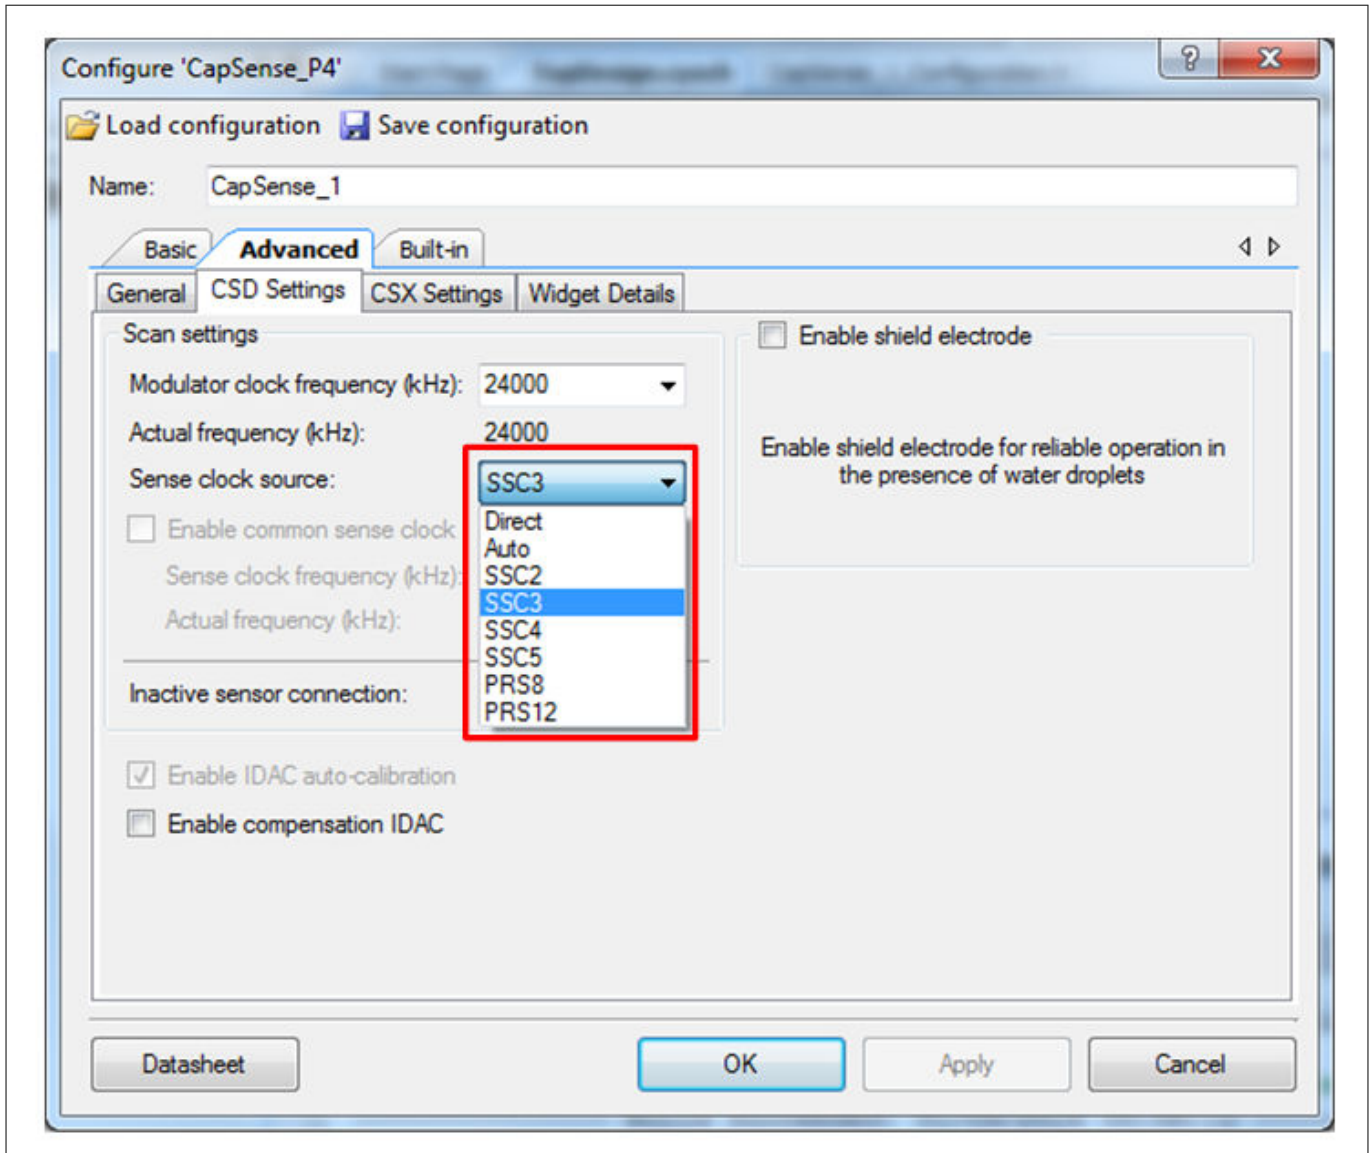 Configure 'CapSense_P4'
Load configuration Save configuration
Name: CapSense_1
Basic Advanced Built-in
General CSD Settings CSX Settings Widget Details
Scan settings
Enable shield electrode
Modulator clock frequency (kHz): 24000
Actual frequency (kHz): 24000
Enable shield electrode for reliable operation in
the presence of water droplets
Sense clock source: SSC3
Direct
Enable common sense clock
Auto
Sense clock frequency (kHz):
SSC2
SSC3
Actual frequency (kHz):
SSC4
SSC5
Inactive sensor connection:
PRS8
PRS12
Enable IDAC auto-calibration
Enable compensation IDAC
Datasheet OK Apply Cancel